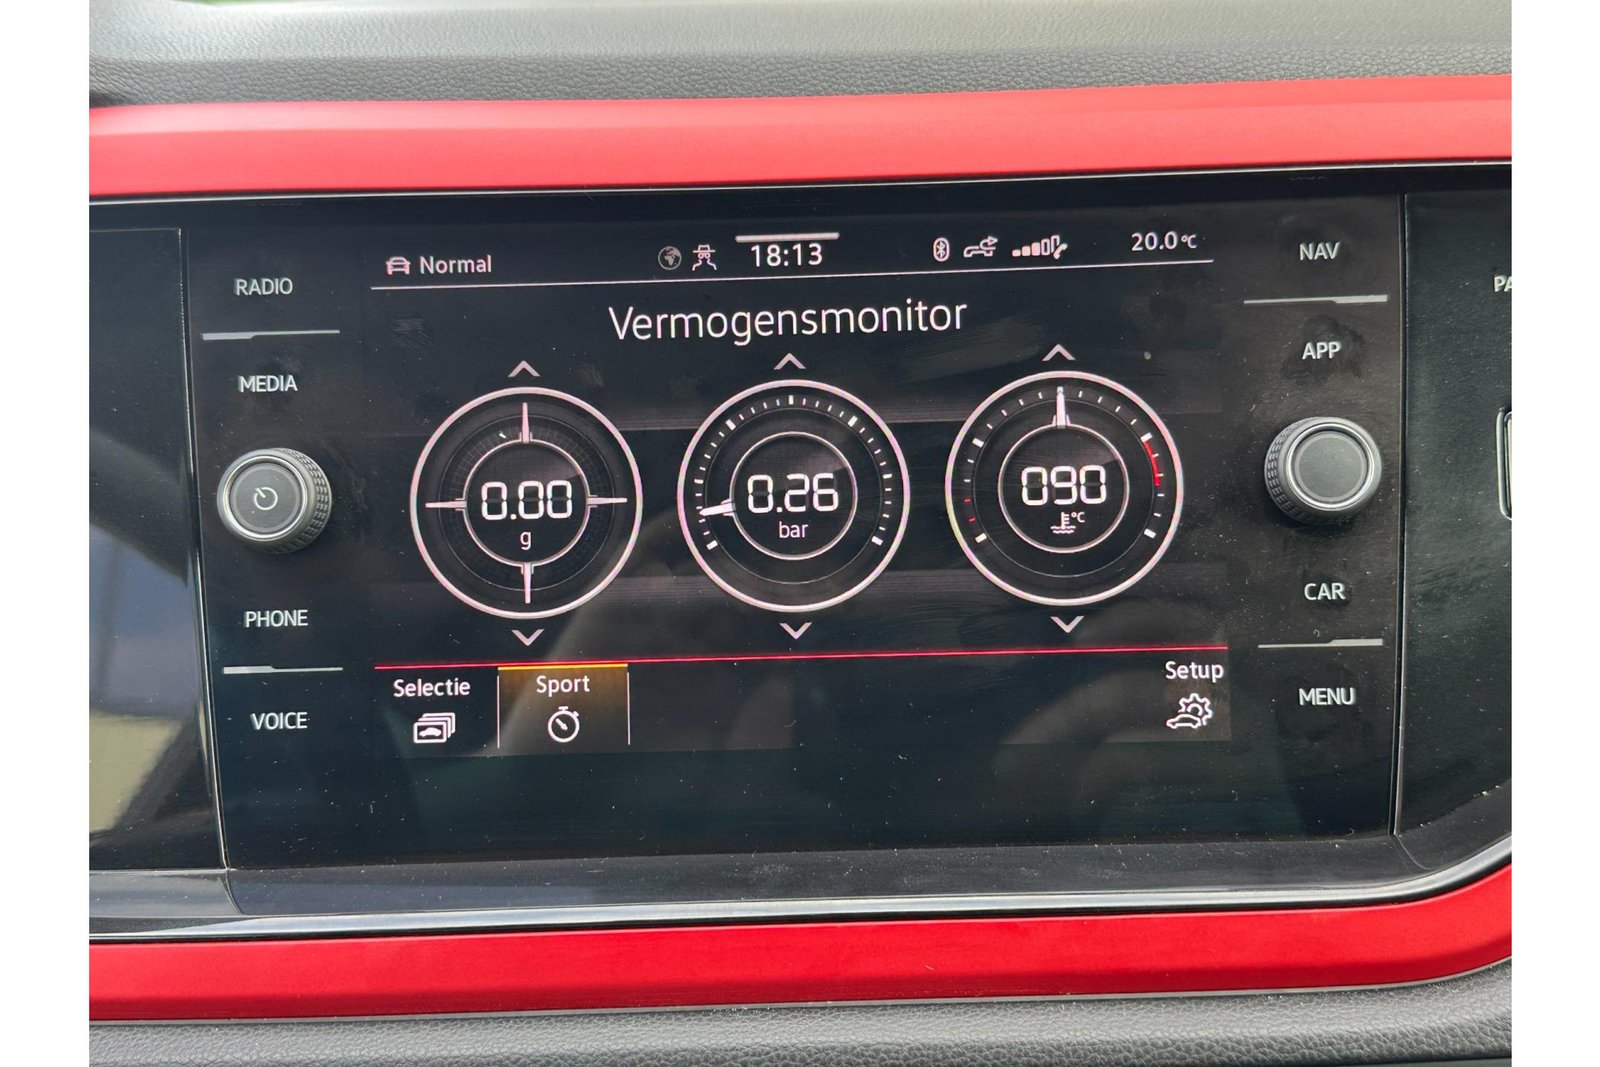 RADIO
MEDIA
PHONE
VOICE
Normal
18:13
20.0°C
Vermogensmonitor
0.00
g
0.26
bar
090
°C
Selectie
Sport
Setup
NAV
APP
CAR
MENU